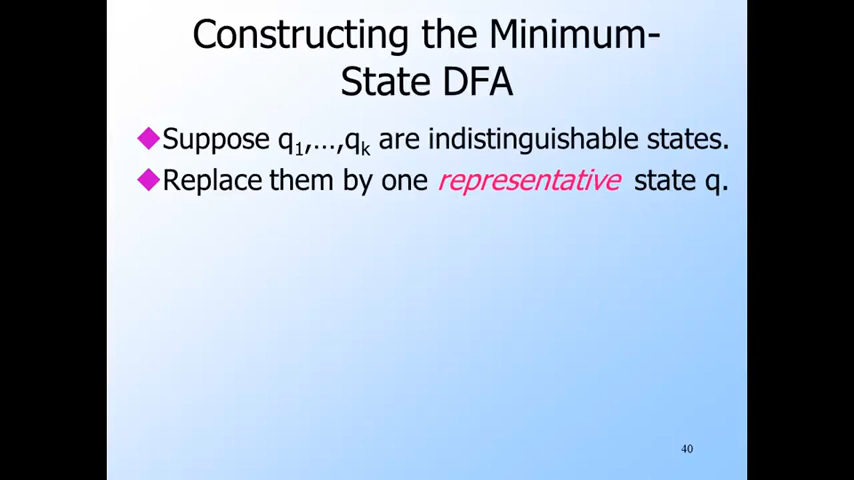 Constructing the Minimum-
State DFA
Suppose q1,…,qk are indistinguishable states.
Replace them by one representative state q.
40